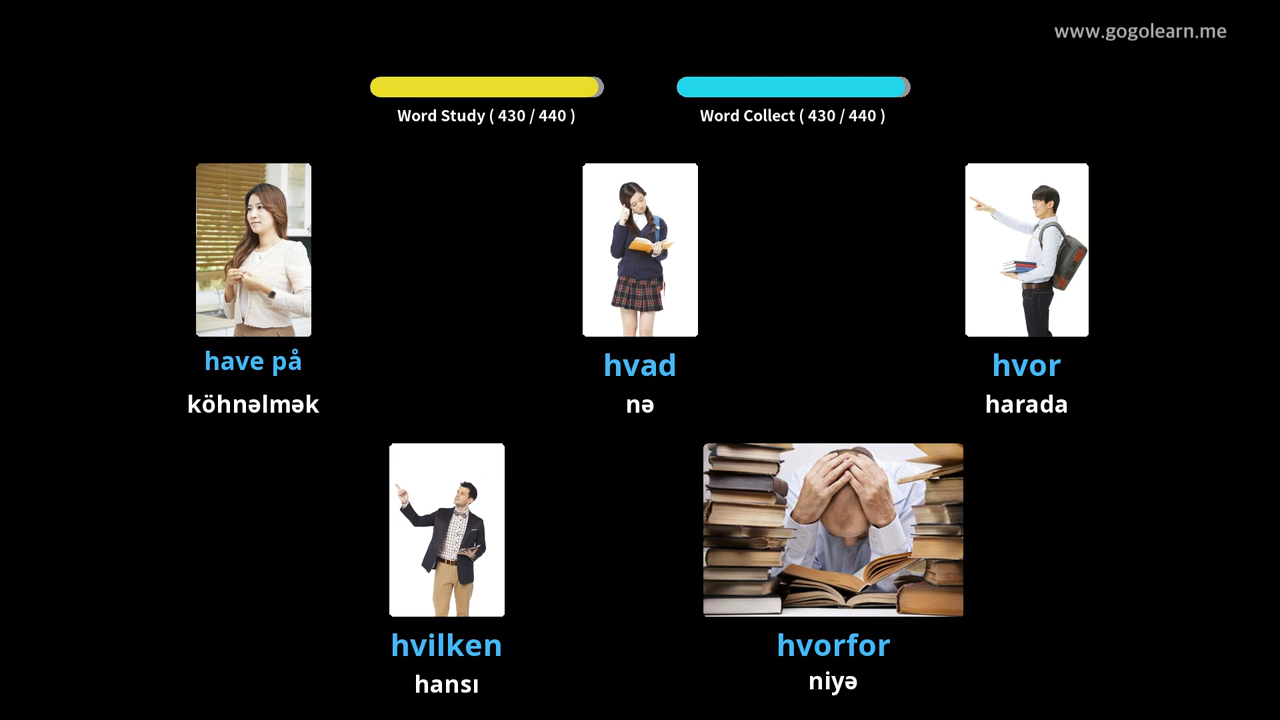 www.gogolearn.me
Word Study ( 430 / 440 )
Word Collect ( 430 / 440 )
have på
köhnəlmək
hvad
nə
hvor
harada
hvilken
hansı
hvorfor
niyə